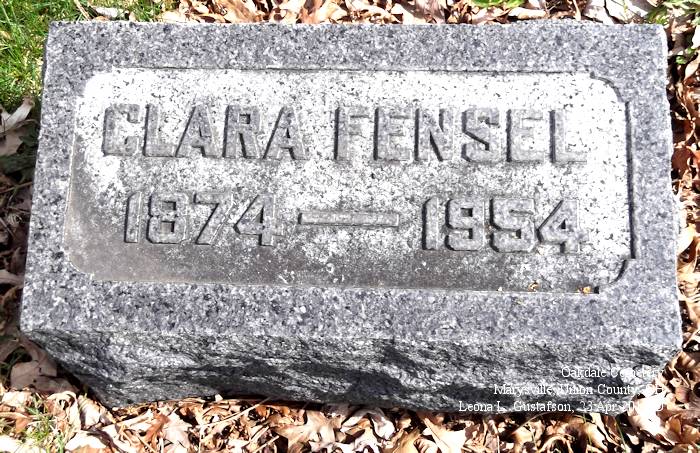 CLARA FENSEL
1874 — 1954
Oakdale Cemetery
Marysville, Union County, OH
Leona L. Gustafson, 23 Apr